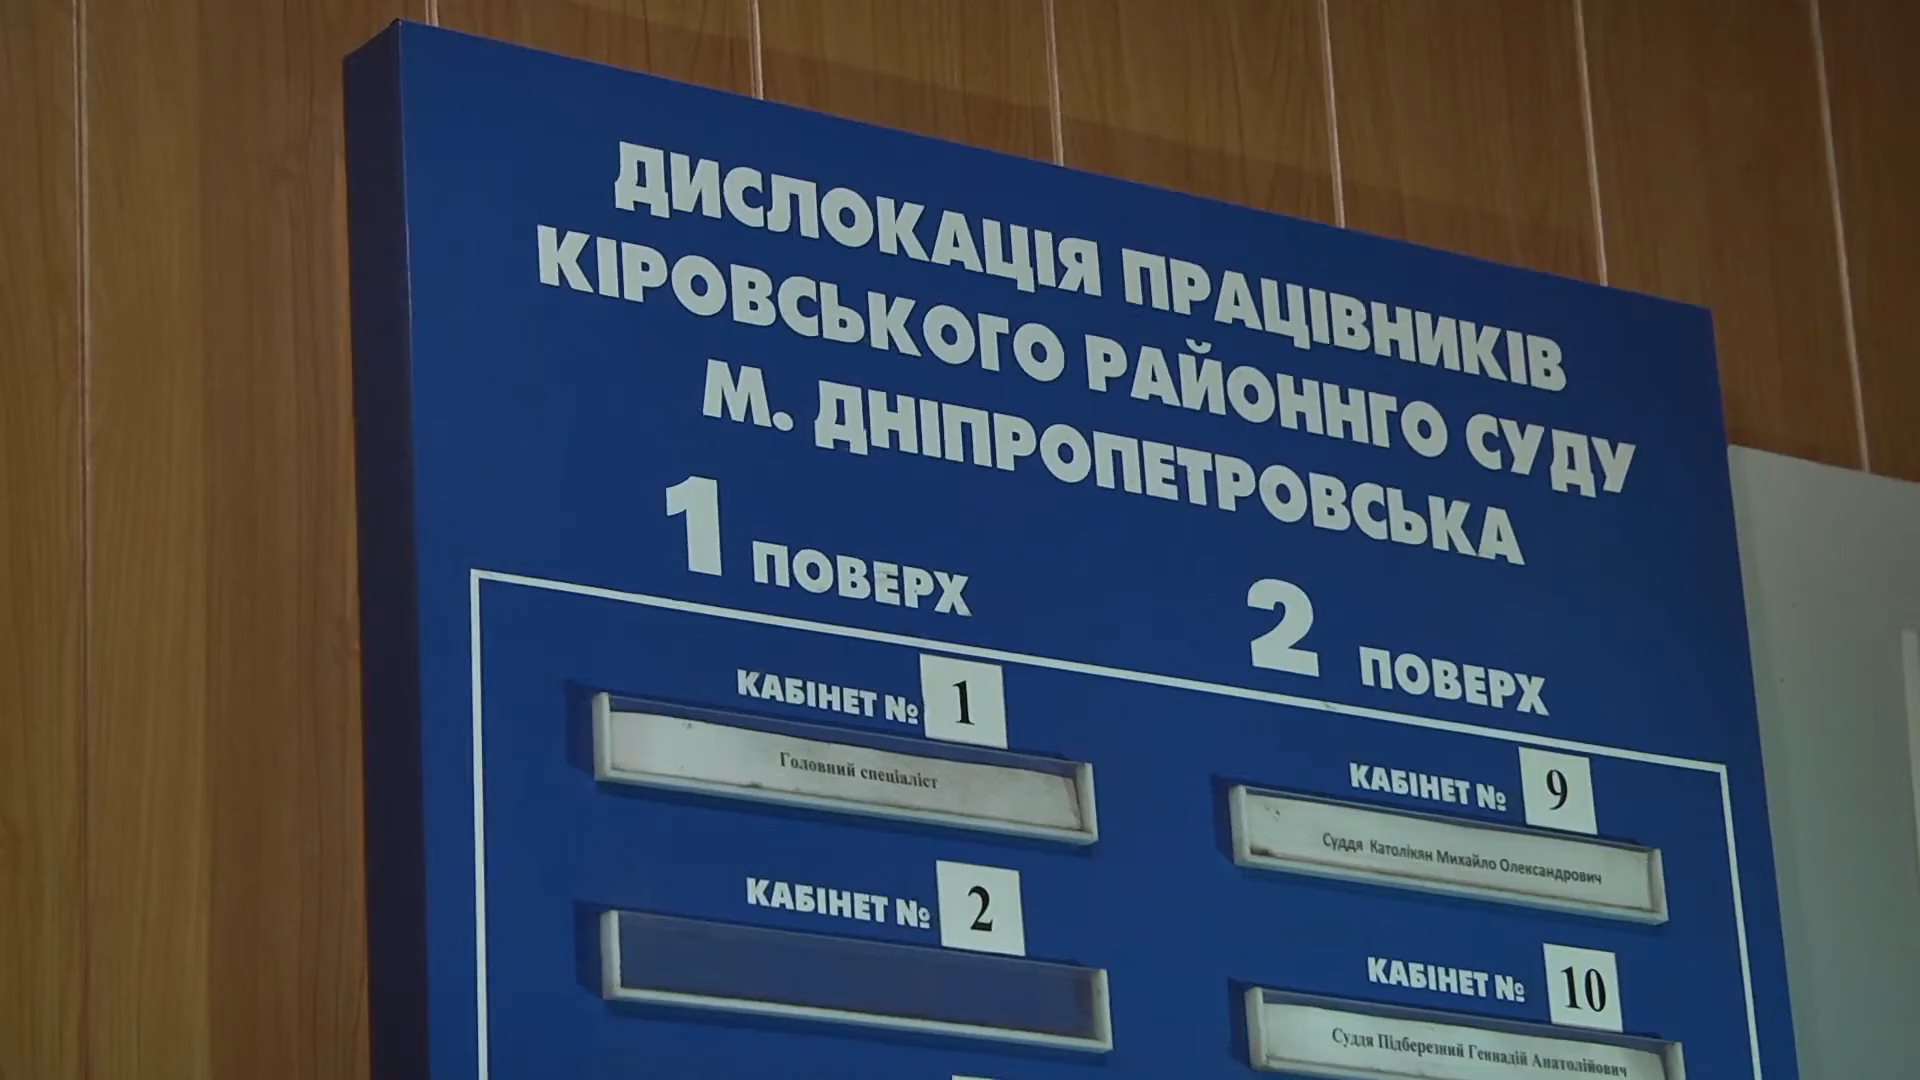 ДИСЛОКАЦІЯ ПРАЦІВНИКІВ
КІРОВСЬКОГО РАЙОННГО СУДУ
М. ДНІПРОПЕТРОВСЬКА
1 ПОВЕРХ
КАБІНЕТ № 1
Головний спеціаліст
КАБІНЕТ № 2
2 ПОВЕРХ
КАБІНЕТ № 9
Суддя Католікян Михайло Олександрович
КАБІНЕТ № 10
Суддя Підберезний Геннадій Анатолійович